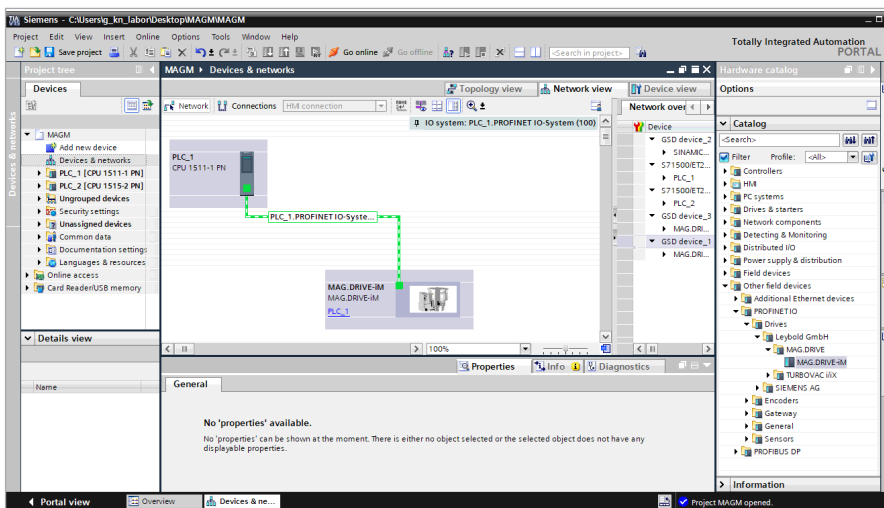 Siemens - C:\Users\g_kn_labor\Desktop\MAGM\MAGM
Project Edit View Insert Online Options Tools Window Help
Totally Integrated Automation
PORTAL
Save project
Go online
Go offline
<Search in project>
Project tree
MAGM
Devices & networks
Hardware catalog
Devices
Topology view
Network view
Device view
Options
Network
Connections
HMI connection
Network over
IO system: PLC_1.PROFINET IO-System (100)
Devices & networks
MAGM
Add new device
Devices & networks
PLC_1 [CPU 1511-1 PN]
PLC_2 [CPU 1515-2 PN]
Ungrouped devices
Security settings
Unassigned devices
Common data
Documentation settings
Languages & resources
Online access
Card Reader/USB memory
Details view
Name
PLC_1
CPU 1511-1 PN
PLC_1.PROFINET IO-Syste...
MAG.DRIVE-iM
MAG.DRIVE-iM
PLC_1
100%
Device
GSD device_2
SINAMIC...
S71500/ET2...
PLC_1
S71500/ET2...
PLC_2
GSD device_3
MAG.DRI...
GSD device_1
MAG.DRI...
Properties
Info
Diagnostics
General
No 'properties' available.
No 'properties' can be shown at the moment. There is either no object selected or the selected object does not have any
displayable properties.
Catalog
<Search>
Filter
Profile:
<All>
Controllers
HMI
PC systems
Drives & starters
Network components
Detecting & Monitoring
Distributed I/O
Power supply & distribution
Field devices
Other field devices
Additional Ethernet devices
PROFINET IO
Drives
Leybold GmbH
MAG.DRIVE
MAG.DRIVE-iM
TURBOVAC i/iX
SIEMENS AG
Encoders
Gateway
General
Sensors
PROFIBUS DP
Information
Portal view
Overview
Devices & ne...
Project MAGM opened.